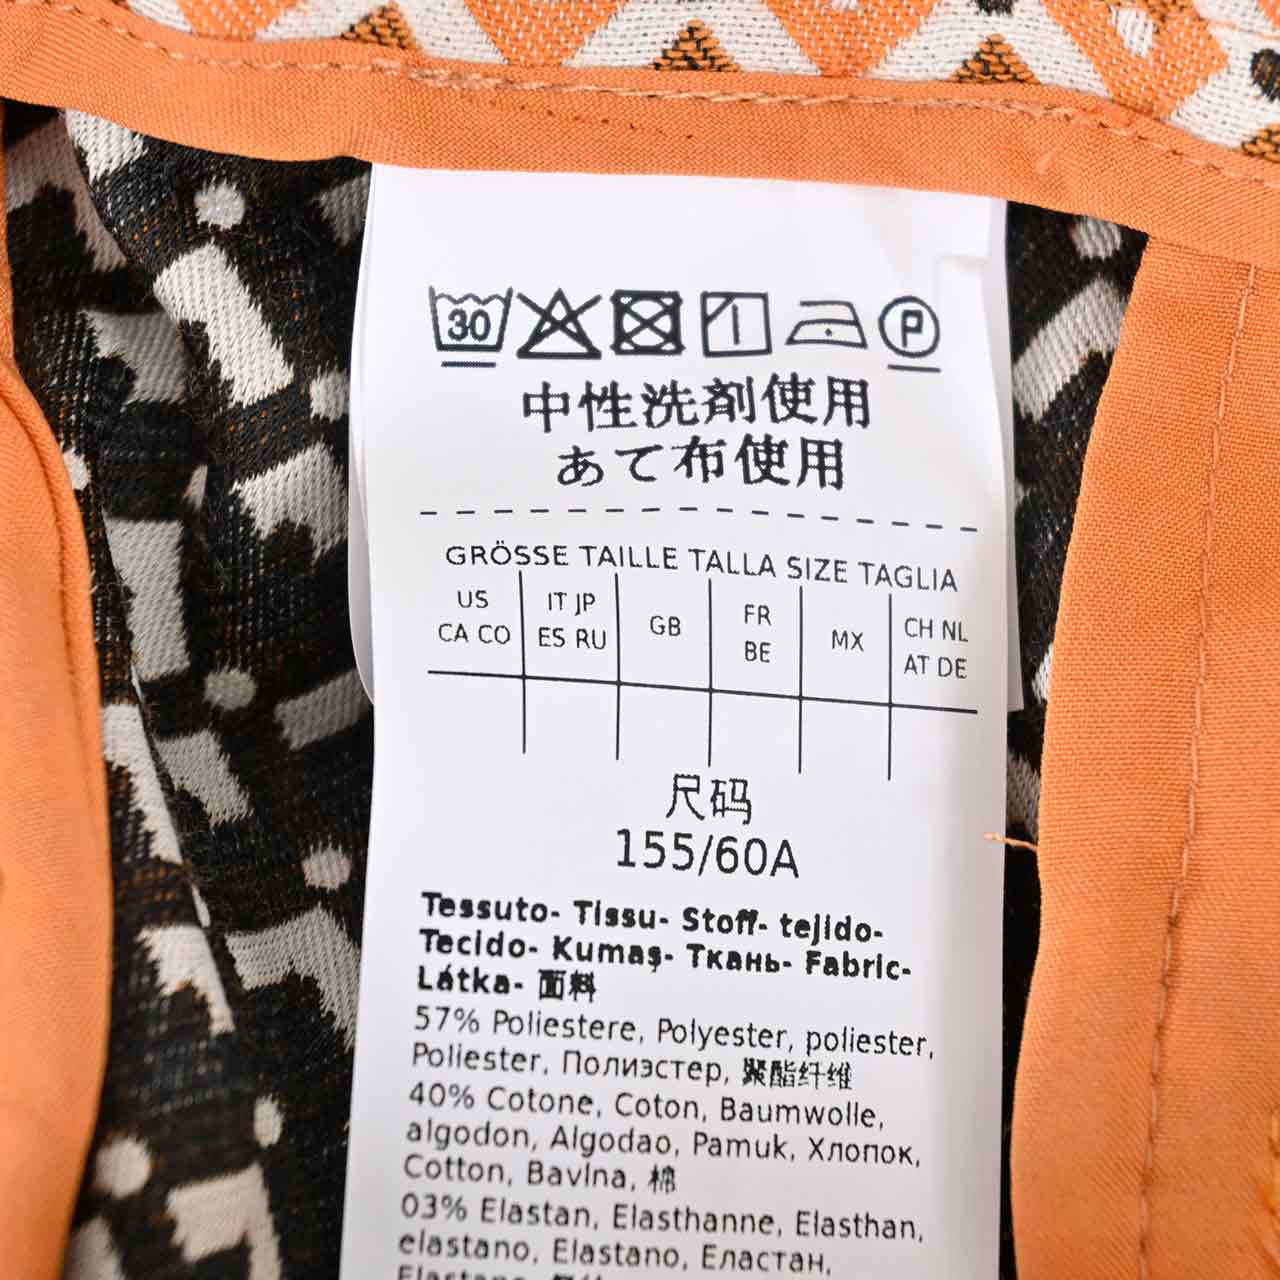 30 P
中性洗剤使用
あて布使用
GRÖSSE TAILLE TALLA SIZE TAGLIA
US CA CO
IT JP ES RU
GB
FR BE
MX
CH NL AT DE
尺码
155/60A
Tessuto- Tissu- Stoff- tejido-
Tecido- Kumaş- Ткань- Fabric-
Látka- 面料
57% Poliestere, Polyester, poliester,
Poliester, Полиэстер, 聚酯纤维
40% Cotone, Coton, Baumwolle,
algodon, Algodao, Pamuk, Хлопок,
Cotton, Bavlna, 棉
03% Elastan, Elasthanne, Elasthan,
elastano, Elastano, Еластан,